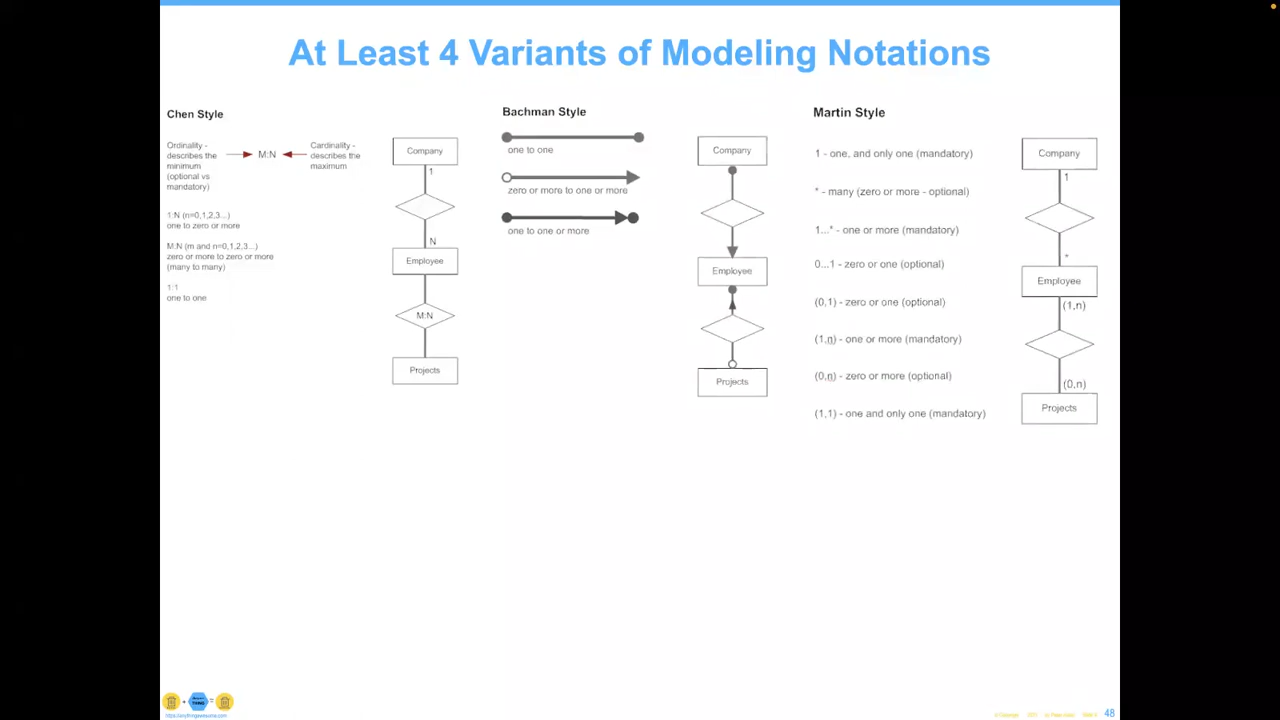 At Least 4 Variants of Modeling Notations
Chen Style
Ordinality -
describes the
minimum
(optional vs
mandatory)
M:N
Cardinality -
describes the
maximum
1:N (n=0,1,2,3...)
one to zero or more
M:N (m and n=0,1,2,3...)
zero or more to zero or more
(many to many)
1:1
one to one
Company
1
N
Employee
M:N
Projects
Bachman Style
one to one
zero or more to one or more
one to one or more
Company
Employee
Projects
Martin Style
1 - one, and only one (mandatory)
* - many (zero or more - optional)
1...* - one or more (mandatory)
0...1 - zero or one (optional)
(0,1) - zero or one (optional)
(1,n) - one or more (mandatory)
(0,n) - zero or more (optional)
(1,1) - one and only one (mandatory)
Company
1
*
Employee
(1,n)
(0,n)
Projects
https://anythingawesome.com
48